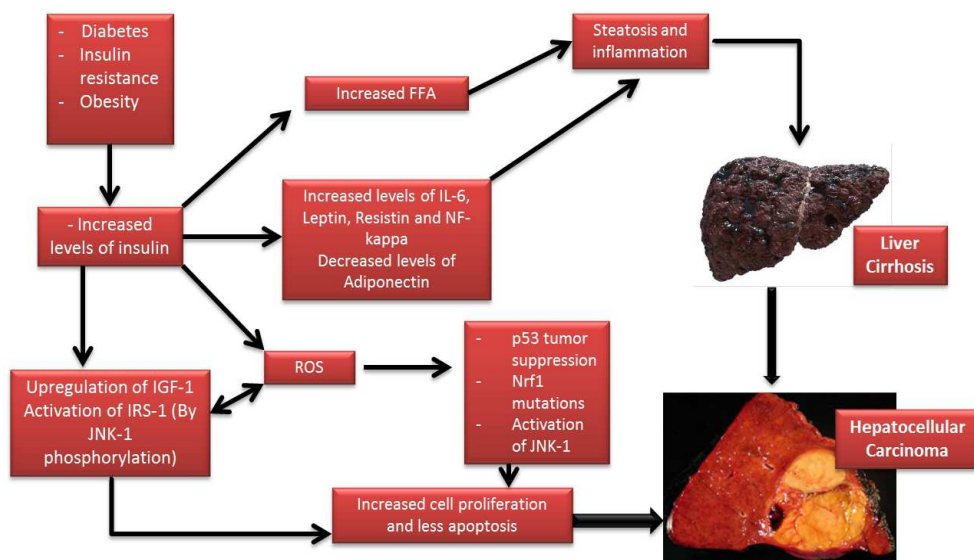 - Diabetes
- Insulin
resistance
- Obesity
Steatosis and
inflammation
Increased FFA
- Increased
levels of insulin
Increased levels of IL-6,
Leptin, Resistin and NF-
kappa
Decreased levels of
Adiponectin
Liver
Cirrhosis
ROS
- p53 tumor
suppression
- Nrf1
mutations
- Activation
of JNK-1
Upregulation of IGF-1
Activation of IRS-1 (By
JNK-1
phosphorylation)
Hepatocellular
Carcinoma
Increased cell proliferation
and less apoptosis